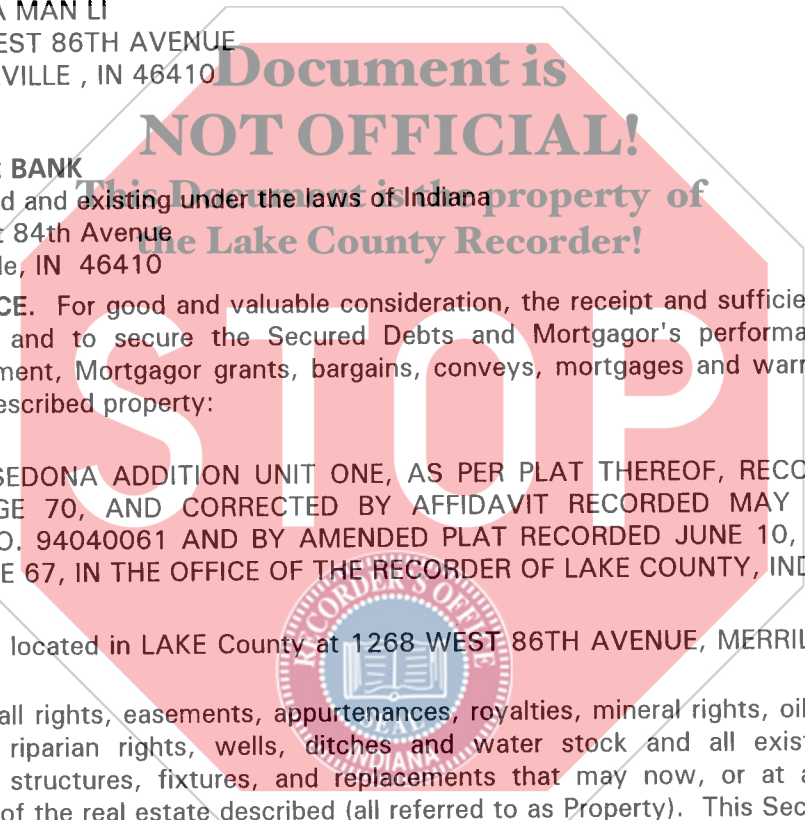 A MAN LI
EST 86TH AVENUE
VILLE , IN 46410
Document is
NOT OFFICIAL!
BANK
This Document is the property of
d and existing under the laws of Indiana
84th Avenue
the Lake County Recorder!
le, IN 46410
CE. For good and valuable consideration, the receipt and sufficie
and to secure the Secured Debts and Mortgagor's performa
ment, Mortgagor grants, bargains, conveys, mortgages and warr
escribed property:
STOP
SEDONA ADDITION UNIT ONE, AS PER PLAT THEREOF, RECO
GE 70, AND CORRECTED BY AFFIDAVIT RECORDED MAY
O. 94040061 AND BY AMENDED PLAT RECORDED JUNE 10,
E 67, IN THE OFFICE OF THE RECORDER OF LAKE COUNTY, IND
RECORDER'S OFFICE
located in LAKE County at 1268 WEST 86TH AVENUE, MERRIL
all rights, easements, appurtenances, royalties, mineral rights, oil
SEAL
riparian rights, wells, ditches and water stock and all exist
INDIANA
structures, fixtures, and replacements that may now, or at a
of the real estate described (all referred to as Property). This Sec